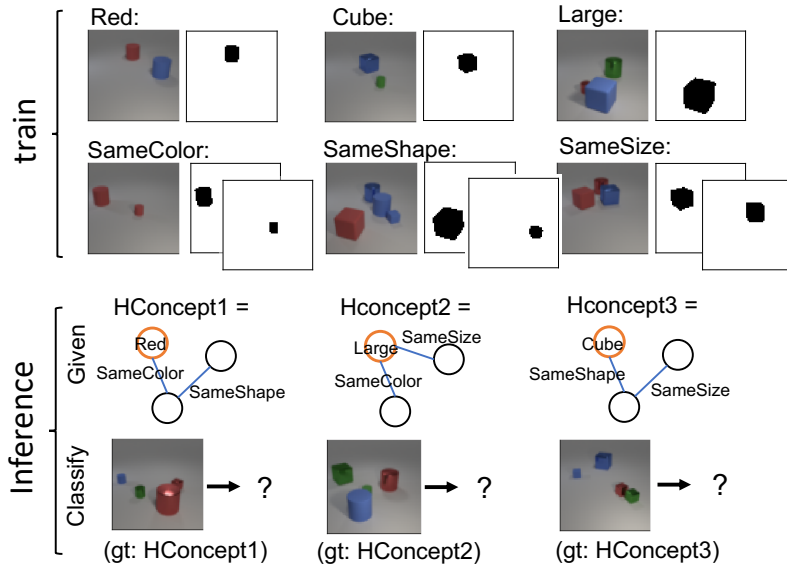 train
Red:
Cube:
Large:
SameColor:
SameShape:
SameSize:
Inference
Given
HConcept1 =
Hconcept2 =
Hconcept3 =
Red
SameColor
SameShape
Large
SameSize
SameColor
Cube
SameShape
SameSize
Classify
?
?
?
(gt: HConcept1)
(gt: HConcept2)
(gt: HConcept3)